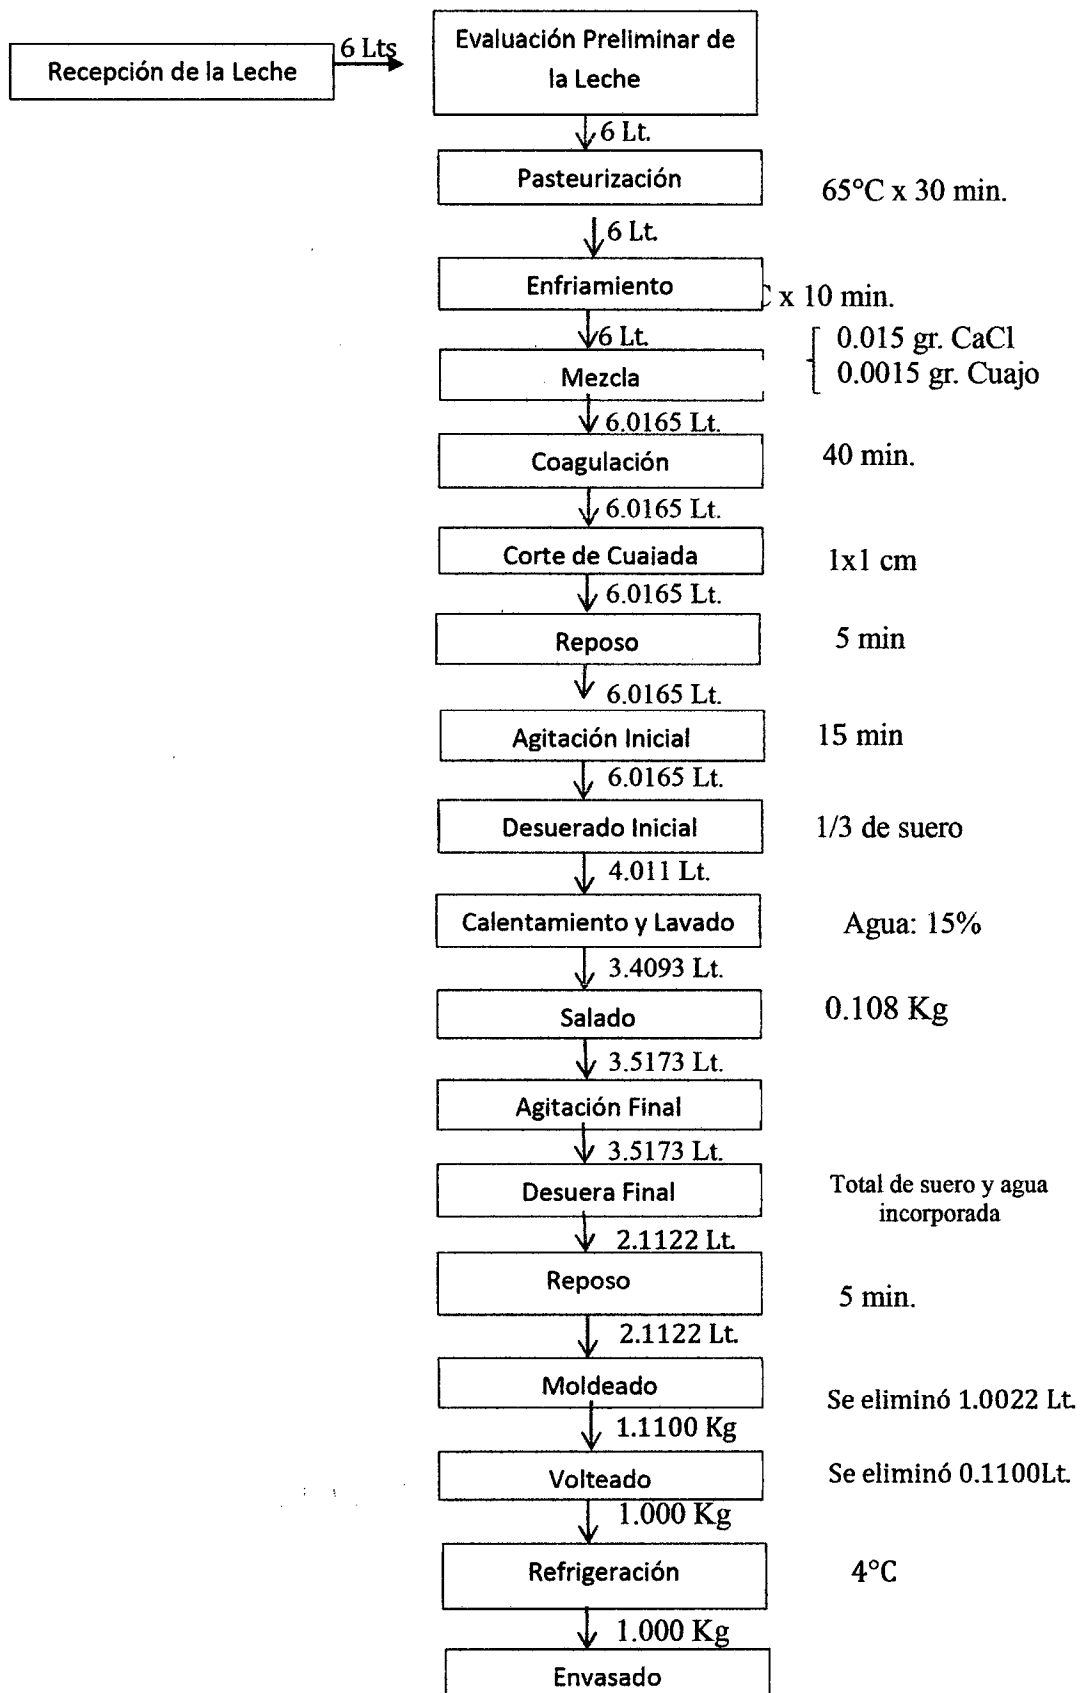 Recepción de la Leche
6 Lts
Evaluación Preliminar de
la Leche
6 Lt.
Pasteurización
65°C x 30 min.
6 Lt.
Enfriamiento
C x 10 min.
6 Lt.
Mezcla
0.015 gr. CaCl
0.0015 gr. Cuajo
6.0165 Lt.
Coagulación
40 min.
6.0165 Lt.
Corte de Cuaiada
1x1 cm
6.0165 Lt.
Reposo
5 min
6.0165 Lt.
Agitación Inicial
15 min
6.0165 Lt.
Desuerado Inicial
1/3 de suero
4.011 Lt.
Calentamiento y Lavado
Agua: 15%
3.4093 Lt.
Salado
0.108 Kg
3.5173 Lt.
Agitación Final
3.5173 Lt.
Desuera Final
Total de suero y agua
incorporada
2.1122 Lt.
Reposo
5 min.
2.1122 Lt.
Moldeado
Se eliminó 1.0022 Lt.
1.1100 Kg
Volteado
Se eliminó 0.1100Lt.
1.000 Kg
Refrigeración
4°C
1.000 Kg
Envasado